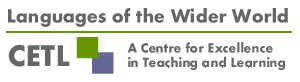 Languages of the Wider World
CETL
A Centre for Excellence
in Teaching and Learning